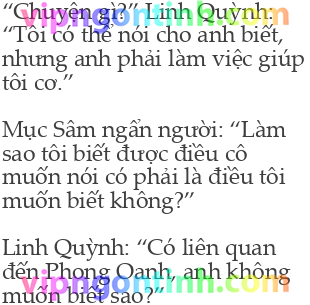 “Chuyện gì?” Linh Quỳnh:
“Tôi có thể nói cho anh biết,
nhưng anh phải làm việc giúp
tôi cơ.”
Mục Sâm ngẩn người: “Làm
sao tôi biết được điều cô
muốn nói có phải là điều tôi
muốn biết không?”
Linh Quỳnh: “Có liên quan
đến Phong Oanh, anh không
muốn biết sao?”
vipngontinh.com
vipngontinh.com